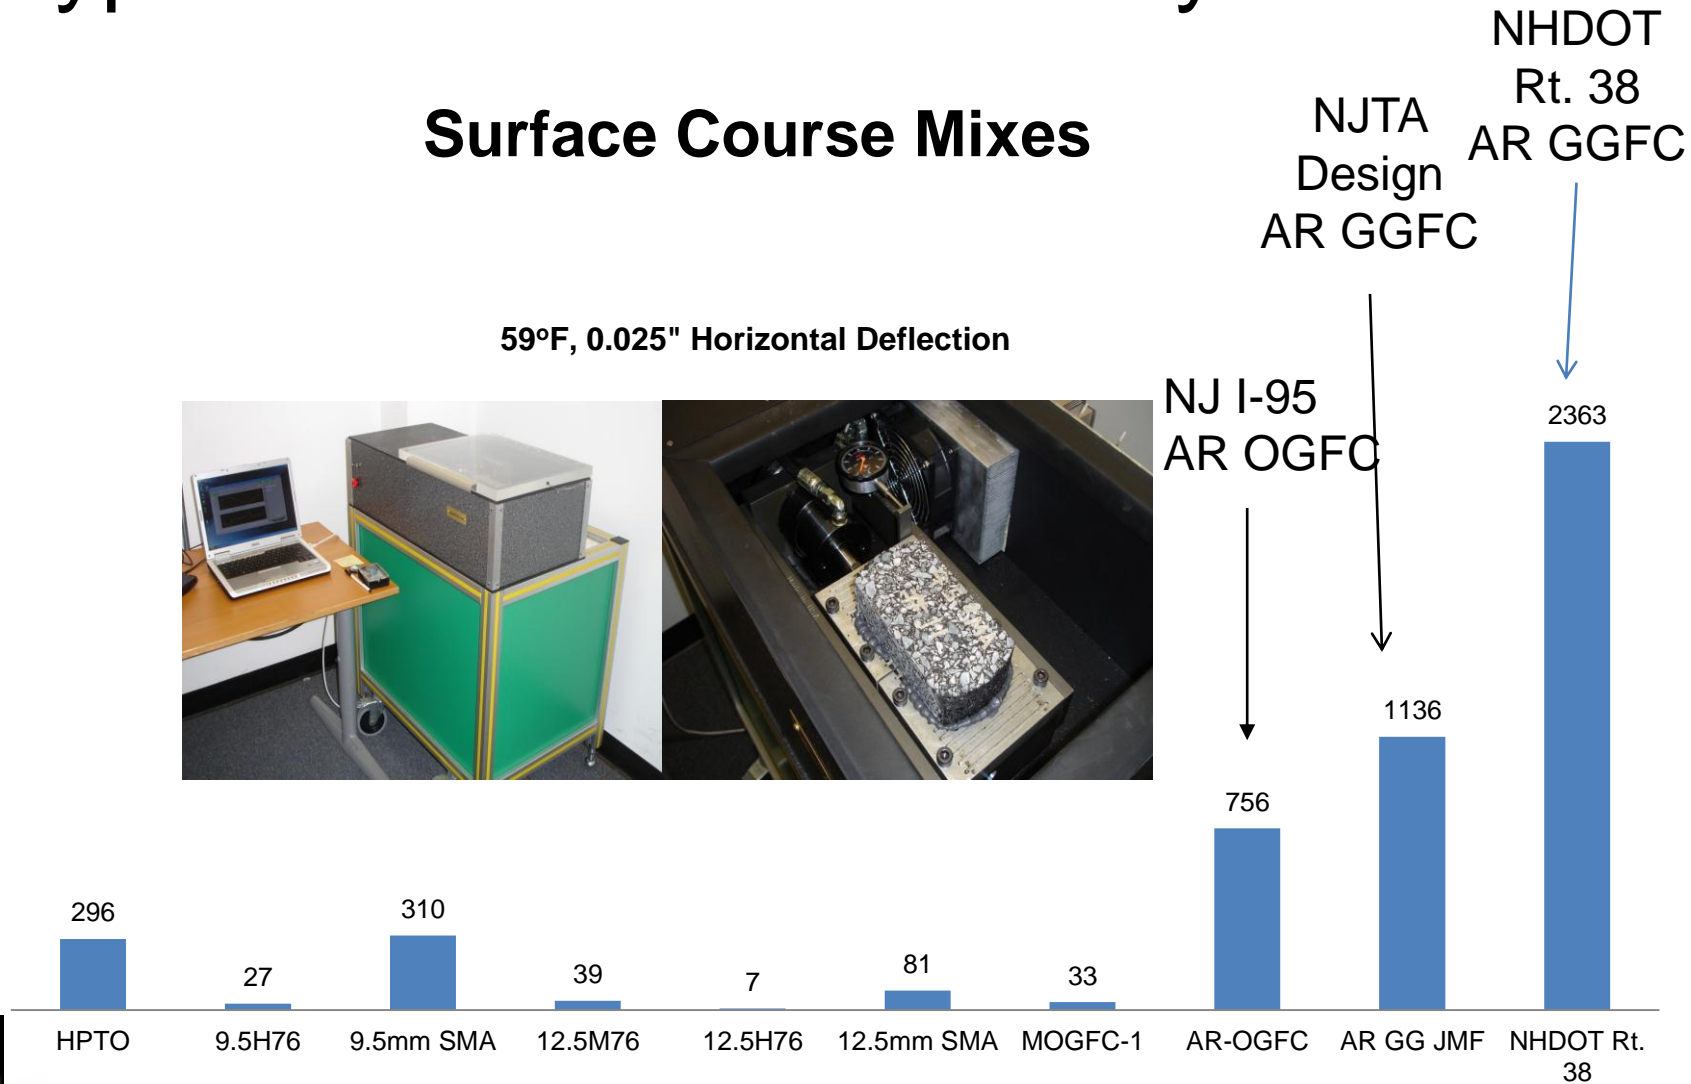 Surface Course Mixes
NHDOT
Rt. 38
AR GGFC
NJTA
Design
AR GGFC
59ºF, 0.025" Horizontal Deflection
NJ I-95
AR OGFC
2363
1136
756
296
27
310
39
7
81
33
HPTO
9.5H76
9.5mm SMA
12.5M76
12.5H76
12.5mm SMA
MOGFC-1
AR-OGFC
AR GG JMF
NHDOT Rt.
38